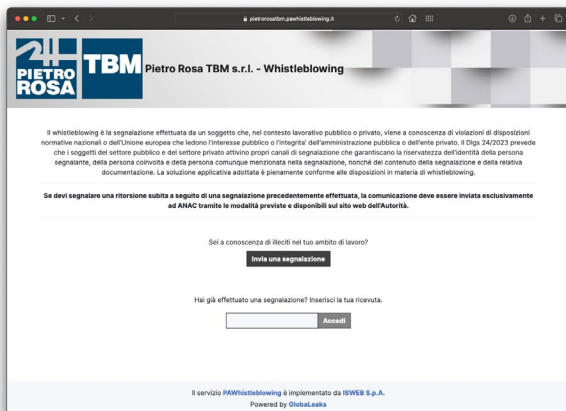 pietrorosatbm.pawhistleblowing.it
PIETRO
ROSA
TBM
Pietro Rosa TBM s.r.l. - Whistleblowing
Il whistleblowing è la segnalazione effettuata da un soggetto che, nel contesto lavorativo pubblico o privato, viene a conoscenza di violazioni di disposizioni
normative nazionali o dell'Unione europea che ledono l'interesse pubblico o l'integrita' dell'amministrazione pubblica o dell'ente privato. Il Dlgs 24/2023 prevede
che i soggetti del settore pubblico e del settore privato attivino propri canali di segnalazione che garantiscano la riservatezza dell'identità della persona
segnalante, della persona coinvolta e della persona comunque menzionata nella segnalazione, nonché del contenuto della segnalazione e della relativa
documentazione. La soluzione applicativa adottata è pienamente conforme alle disposizioni in materia di whistleblowing.
Se devi segnalare una ritorsione subita a seguito di una segnalazione precedentemente effettuata, la comunicazione deve essere inviata esclusivamente
ad ANAC tramite le modalità previste e disponibili sul sito web dell'Autorità.
Sei a conoscenza di illeciti nel tuo ambito di lavoro?
Invia una segnalazione
Hai già effettuato una segnalazione? Inserisci la tua ricevuta.
Accedi
Il servizio PAWhistleblowing è implementato da ISWEB S.p.A.
Powered by GlobaLeaks